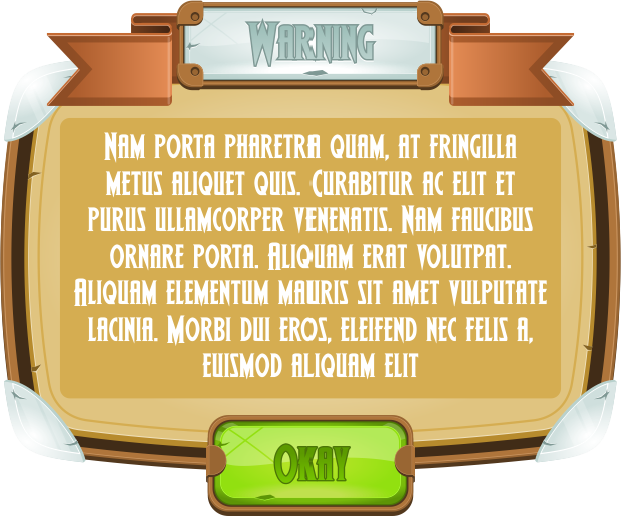 Warning
Nam porta pharetra quam, at fringilla
metus aliquet quis. Curabitur ac elit et
purus ullamcorper venenatis. Nam faucibus
ornare porta. Aliquam erat volutpat.
Aliquam elementum mauris sit amet vulputate
lacinia. Morbi dui eros, eleifend nec felis a,
euismod aliquam elit
Okay